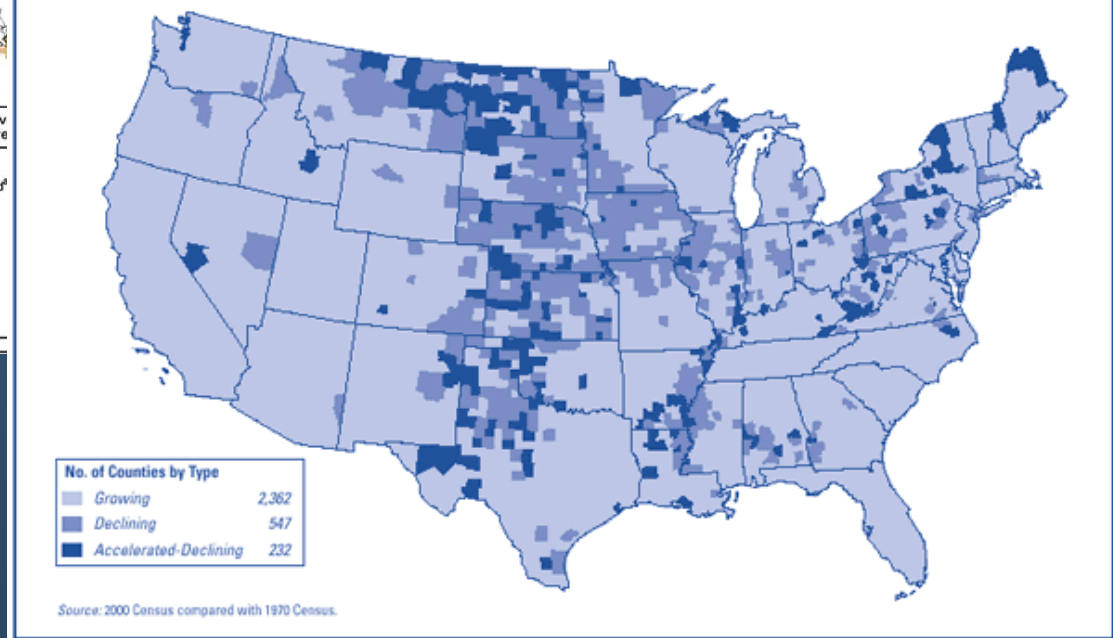 No. of Counties by Type
Growing 2,362
Declining 547
Accelerated-Declining 232
Source: 2000 Census compared with 1970 Census.